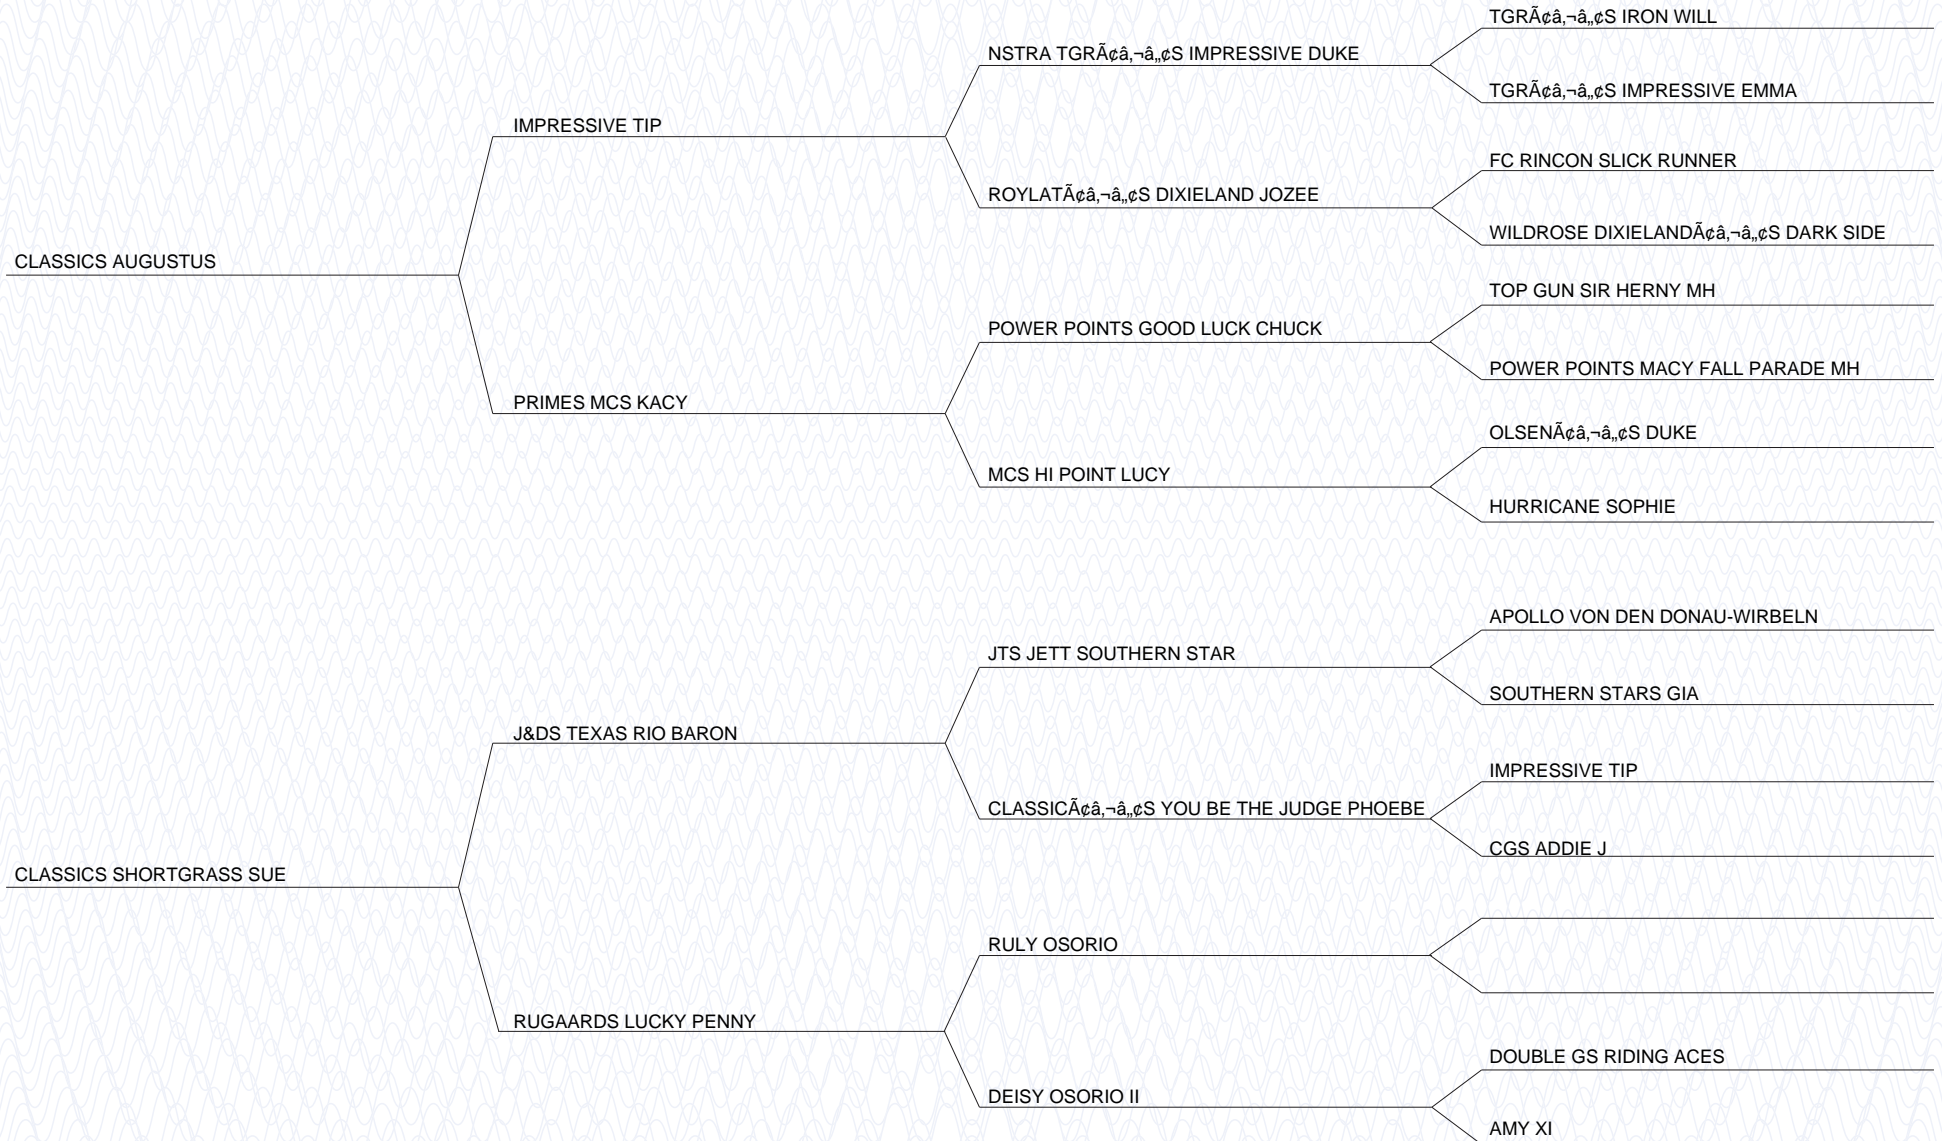 TGRÃ¢â‚¬â„¢S IRON WILL
NSTRA TGRÃ¢â‚¬â„¢S IMPRESSIVE DUKE
TGRÃ¢â‚¬â„¢S IMPRESSIVE EMMA
IMPRESSIVE TIP
FC RINCON SLICK RUNNER
ROYLATÃ¢â‚¬â„¢S DIXIELAND JOZEE
WILDROSE DIXIELANDÃ¢â‚¬â„¢S DARK SIDE
CLASSICS AUGUSTUS
TOP GUN SIR HERNY MH
POWER POINTS GOOD LUCK CHUCK
POWER POINTS MACY FALL PARADE MH
PRIMES MCS KACY
OLSENÃ¢â‚¬â„¢S DUKE
MCS HI POINT LUCY
HURRICANE SOPHIE
APOLLO VON DEN DONAU-WIRBELN
JTS JETT SOUTHERN STAR
SOUTHERN STARS GIA
J&DS TEXAS RIO BARON
IMPRESSIVE TIP
CLASSICÃ¢â‚¬â„¢S YOU BE THE JUDGE PHOEBE
CGS ADDIE J
CLASSICS SHORTGRASS SUE
RULY OSORIO
RUGAARDS LUCKY PENNY
DOUBLE GS RIDING ACES
DEISY OSORIO II
AMY XI